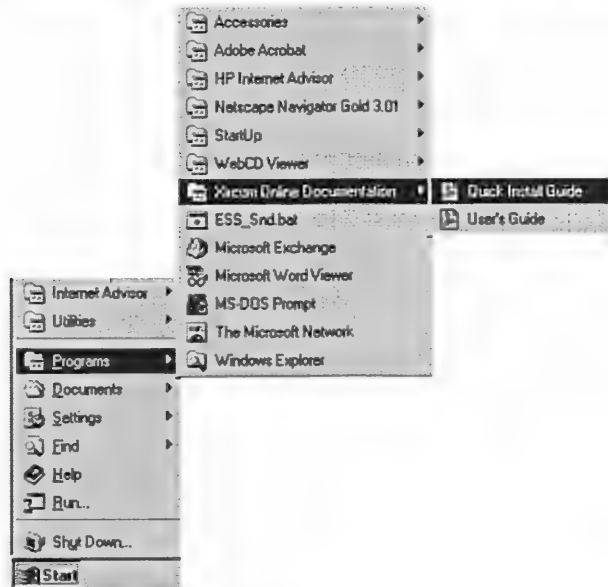 Accessories
Adobe Acrobat
HP Internet Advisor
Netscape Navigator Gold 3.01
StartUp
WebCD Viewer
Xircom Online Documentation
Quick Install Guide
ESS_Snd.bat
User's Guide
Microsoft Exchange
Microsoft Word Viewer
MS-DOS Prompt
The Microsoft Network
Windows Explorer
Internet Advisor
Utilities
Programs
Documents
Settings
Find
Help
Run...
Shut Down...
Start